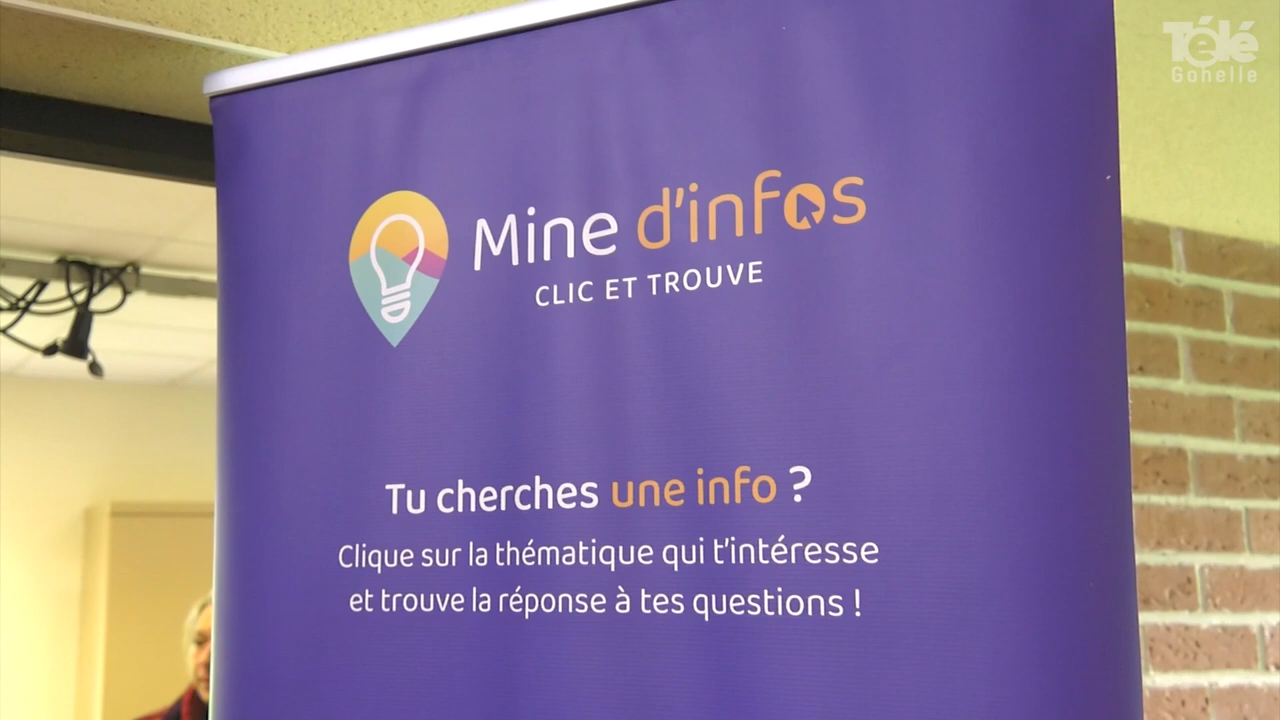 Télé
Gohelle
Mine d'infos
CLIC ET TROUVE
Tu cherches une info ?
Clique sur la thématique qui t'intéresse
et trouve la réponse à tes questions !